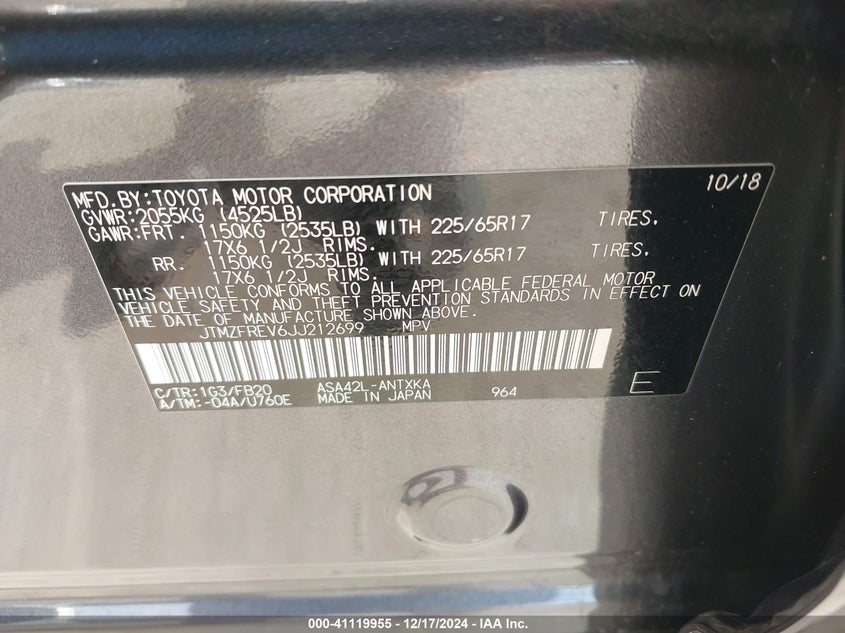 MFD.BY:TOYOTA MOTOR CORPORATION 10/18
GVWR:2055KG (4525LB)
GAWR:FRT. 1150KG (2535LB) WITH 225/65R17 TIRES.
17X6 1/2J RIMS.
RR. 1150KG (2535LB) WITH 225/65R17 TIRES.
17X6 1/2J RIMS.
THIS VEHICLE CONFORMS TO ALL APPLICABLE FEDERAL MOTOR
VEHICLE SAFETY AND THEFT PREVENTION STANDARDS IN EFFECT ON
THE DATE OF MANUFACTURE SHOWN ABOVE.
JTMZFREV6JJ212699 MPV
C/TR:1G3/FB20 ASA42L-ANTXKA 964 E
A/TM:-04A/U760E MADE IN JAPAN
000-41119955 - 12/17/2024 - IAA Inc.